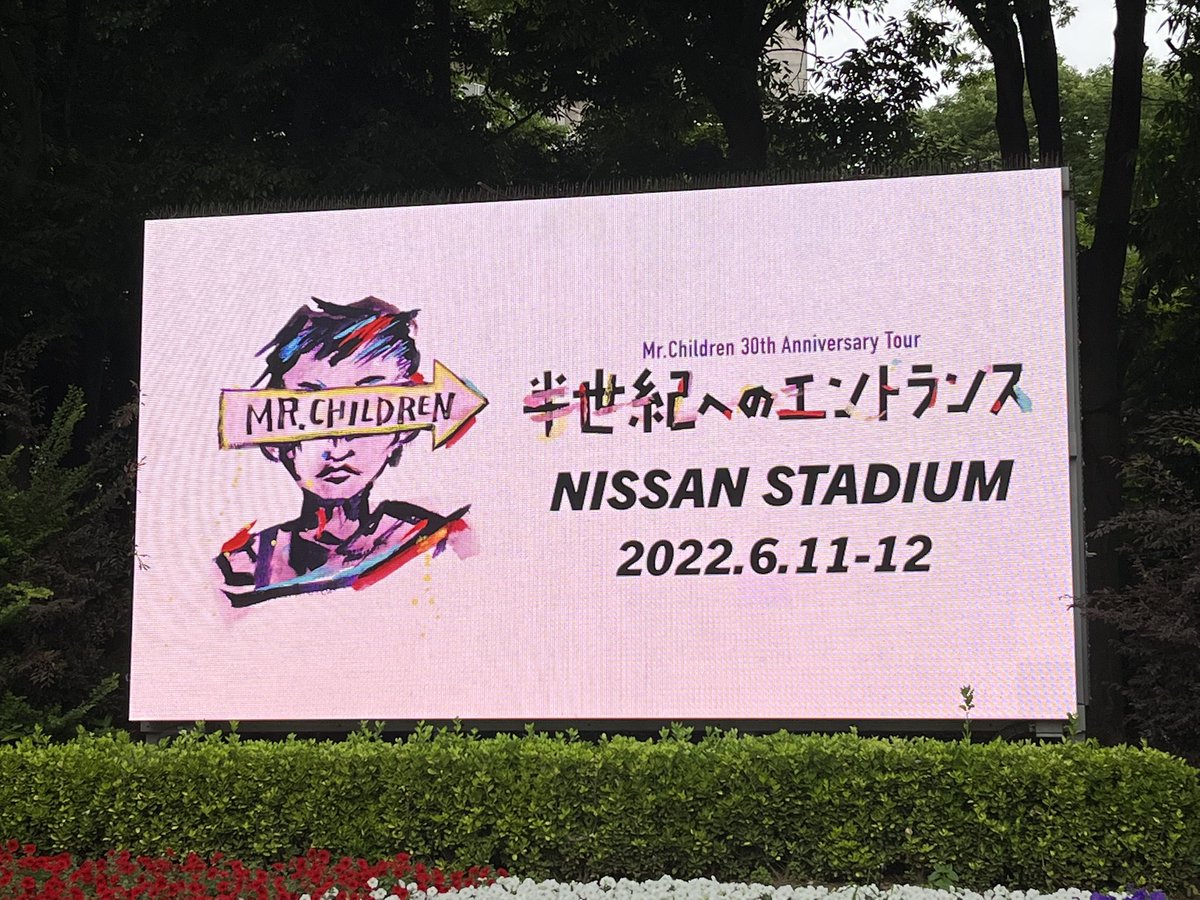 MR.CHILDREN
Mr.Children 30th Anniversary Tour
半世紀へのエントランス
NISSAN STADIUM
2022.6.11-12